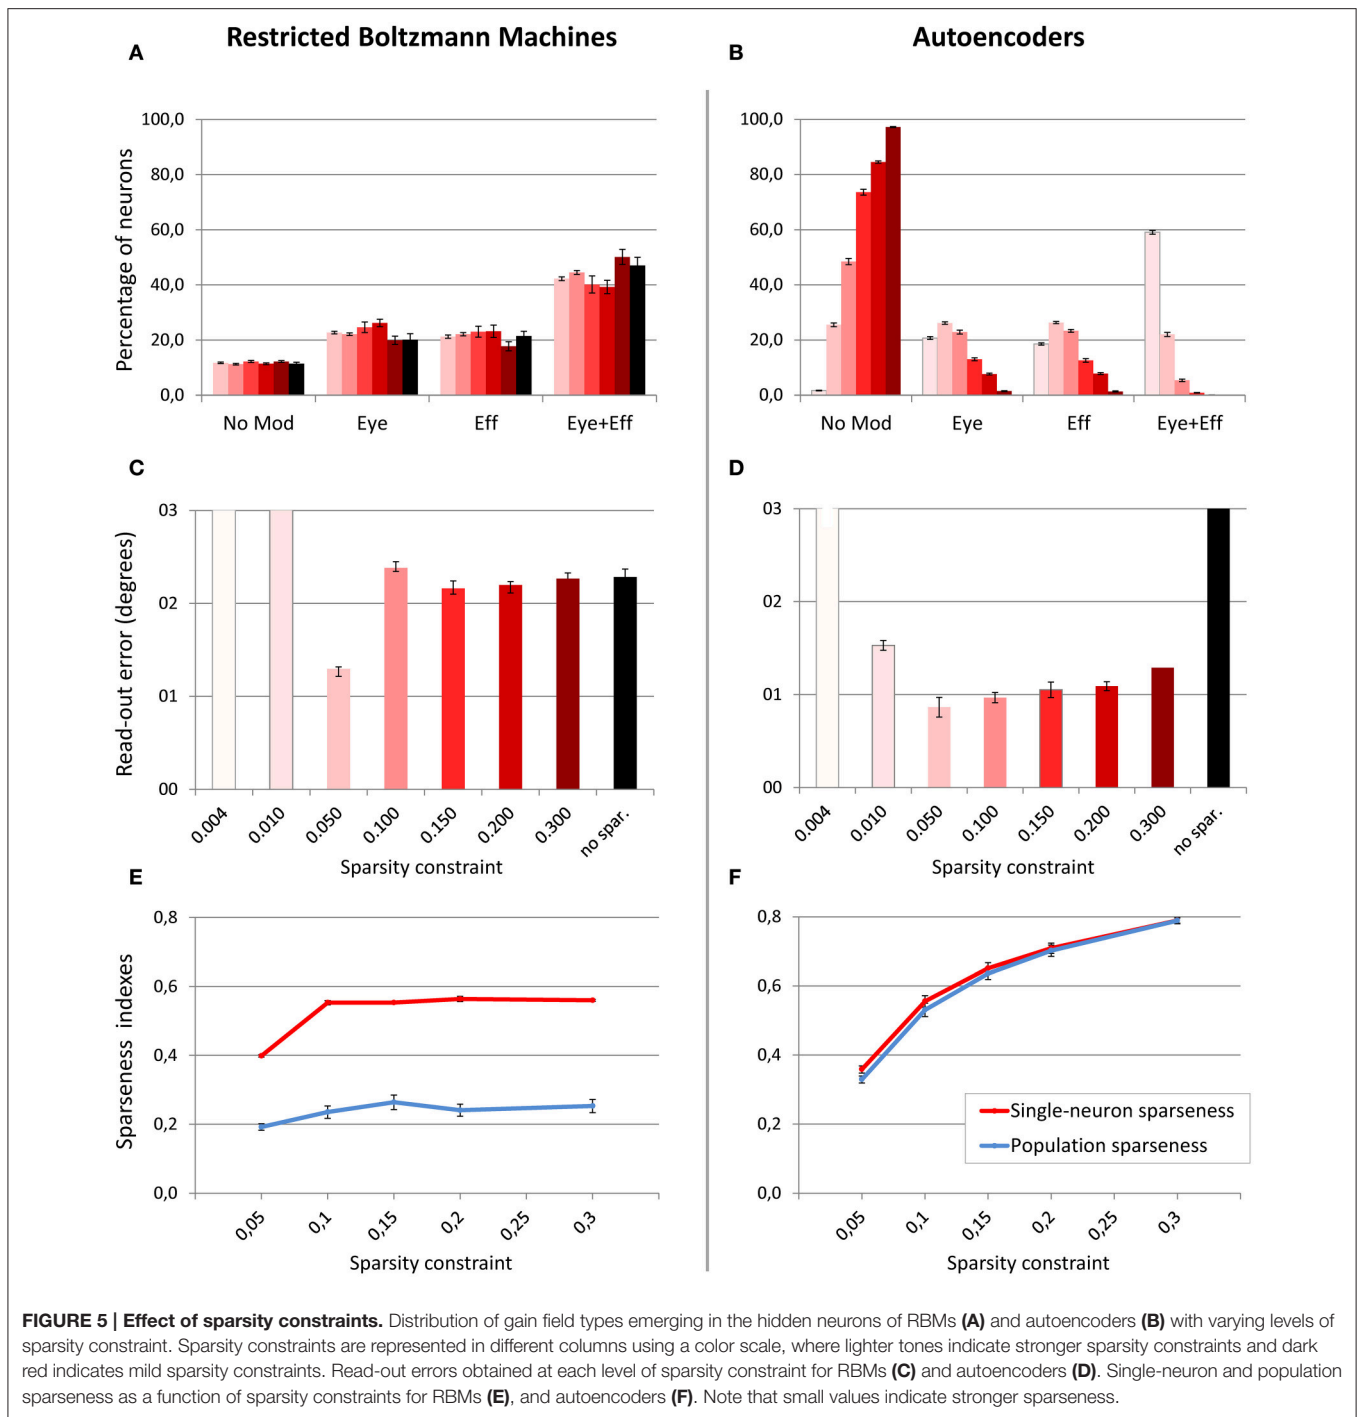 Restricted Boltzmann Machines
Autoencoders
A
Percentage of neurons
100,0
80,0
60,0
40,0
20,0
0,0
No Mod
Eye
Eff
Eye+Eff
B
100,0
80,0
60,0
40,0
20,0
0,0
No Mod
Eye
Eff
Eye+Eff
C
Read-out error (degrees)
03
02
01
00
0.004
0.010
0.050
0.100
0.150
0.200
0.300
no spar.
Sparsity constraint
D
03
02
01
00
0.004
0.010
0.050
0.100
0.150
0.200
0.300
no spar.
Sparsity constraint
E
Sparseness indexes
0,8
0,6
0,4
0,2
0,0
0,05
0,1
0,15
0,2
0,25
0,3
Sparsity constraint
F
0,8
0,6
0,4
0,2
0,0
Single-neuron sparseness
Population sparseness
0,05
0,1
0,15
0,2
0,25
0,3
Sparsity constraint
FIGURE 5 | Effect of sparsity constraints. Distribution of gain field types emerging in the hidden neurons of RBMs (A) and autoencoders (B) with varying levels of
sparsity constraint. Sparsity constraints are represented in different columns using a color scale, where lighter tones indicate stronger sparsity constraints and dark
red indicates mild sparsity constraints. Read-out errors obtained at each level of sparsity constraint for RBMs (C) and autoencoders (D). Single-neuron and population
sparseness as a function of sparsity constraints for RBMs (E), and autoencoders (F). Note that small values indicate stronger sparseness.